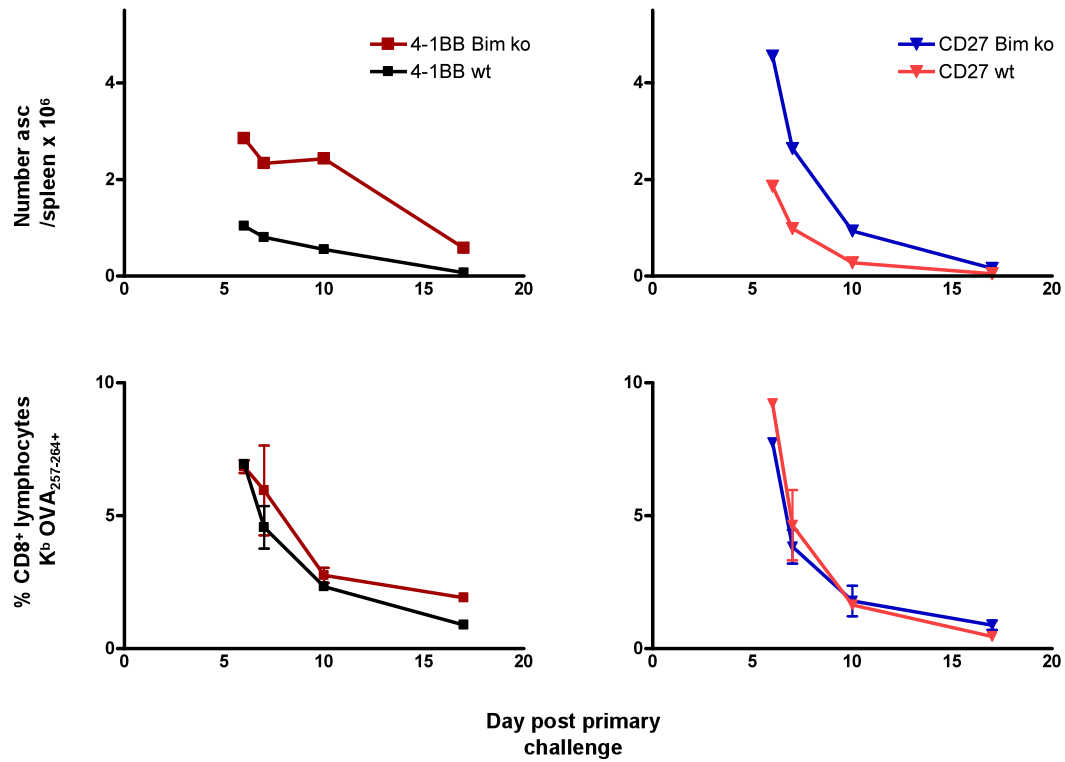 4-1BB Bim ko
4-1BB wt
CD27 Bim ko
CD27 wt
Number asc
/spleen x 10⁶
4
2
0
0 5 10 15 20
4
2
0
0 5 10 15 20
% CD8⁺ lymphocytes
Kᵇ OVA₂₅₇₋₂₆₄₊
10
5
0
0 5 10 15 20
10
5
0
0 5 10 15 20
Day post primary
challenge